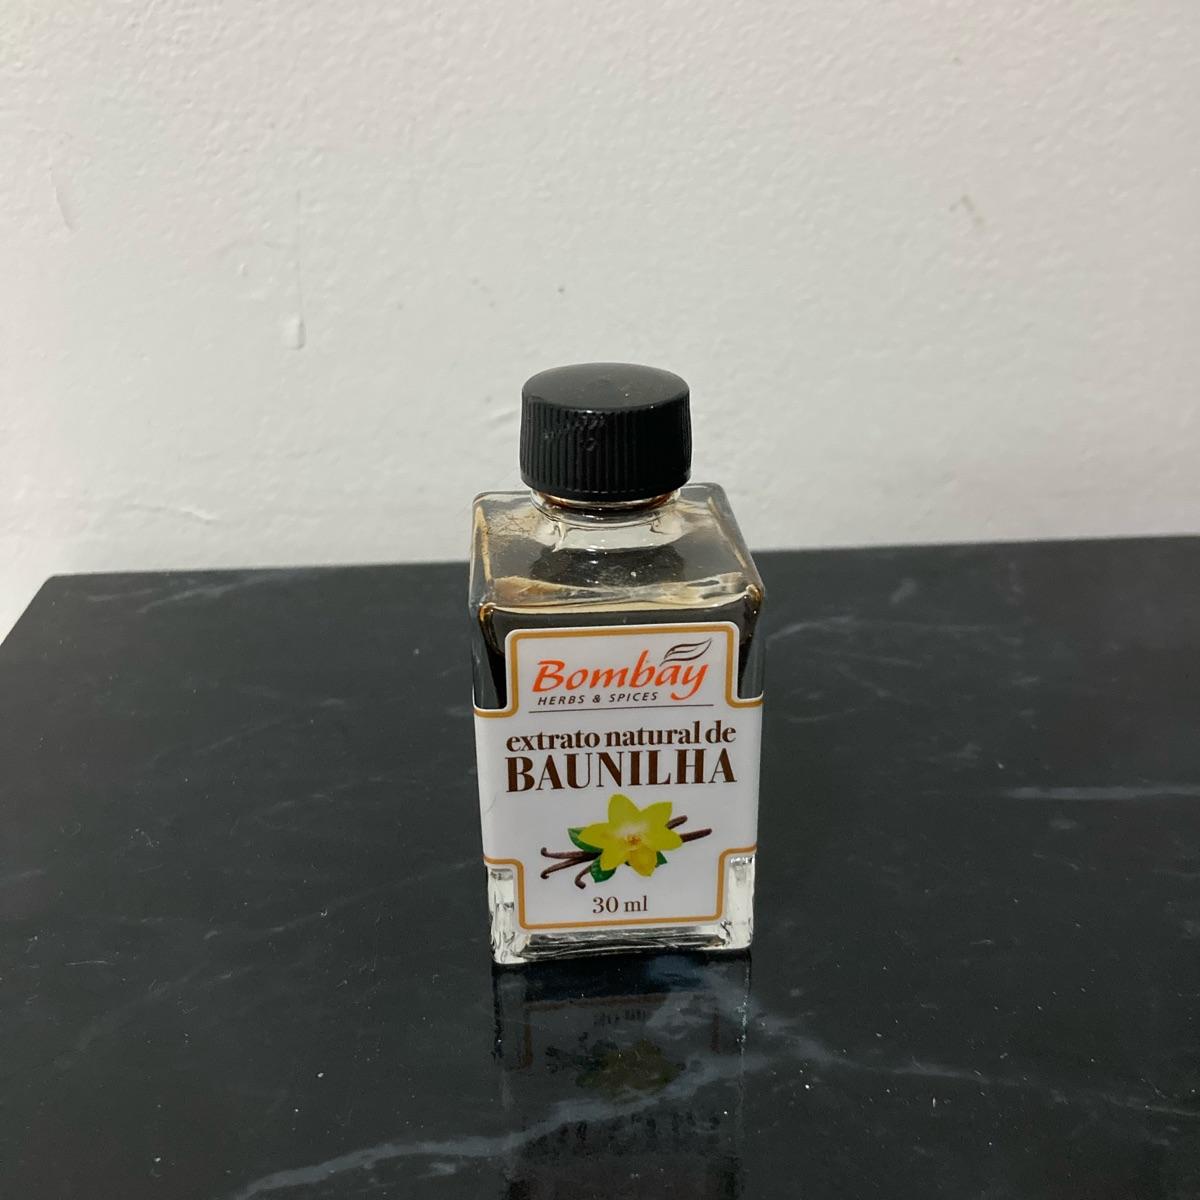 Bombay
HERBS & SPICES
extrato natural de
BAUNILHA
30 ml